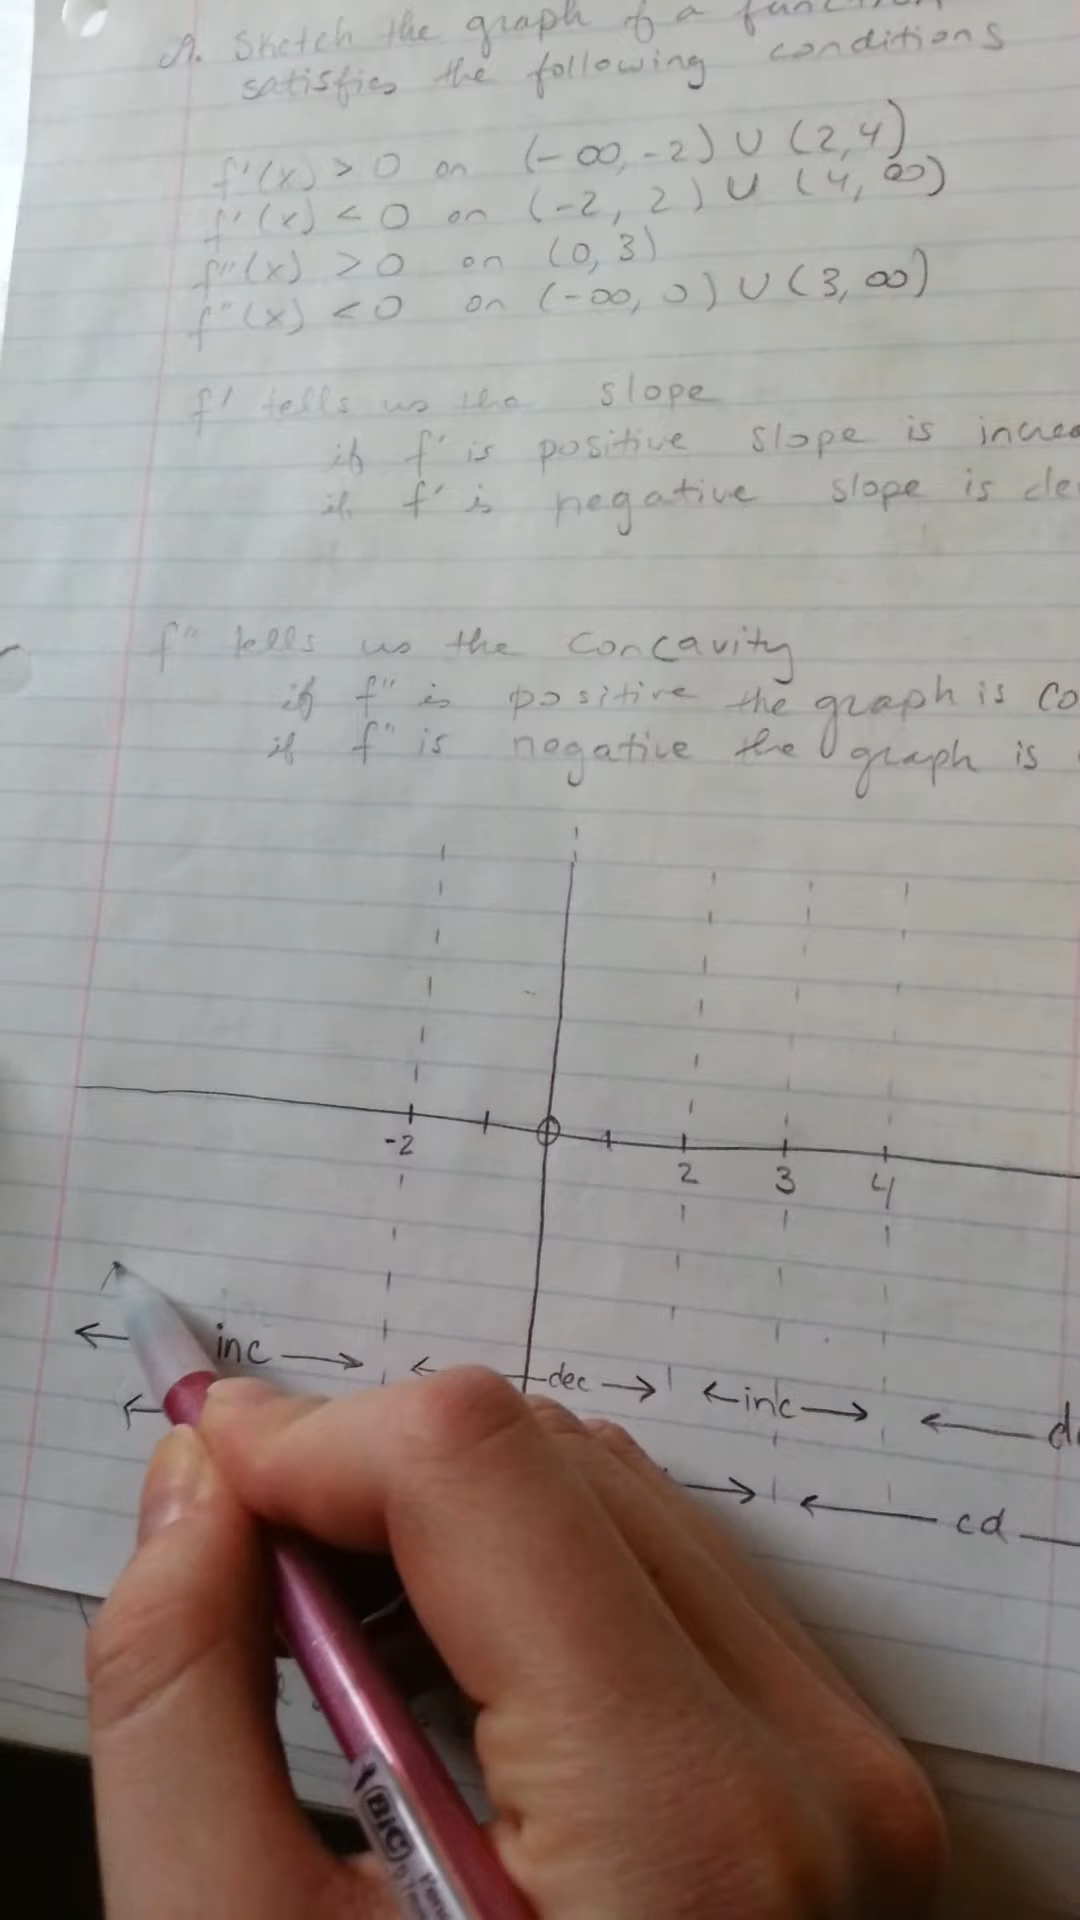 A. Sketch the graph of a function
satisfies the following conditions
f'(x) > 0 on (-∞, -2) ∪ (2,4)
f'(x) < 0 on (-2, 2) ∪ (4, ∞)
f"(x) > 0 on (0, 3)
f"(x) < 0 on (-∞, 0) ∪ (3, ∞)
f' tells us the slope
if f' is positive slope is increa
if f' is negative slope is de
f" tells us the concavity
if f" is positive the graph is co
if f" is negative the graph is
-2 2 3 4
inc dec inc d
cd
BIC